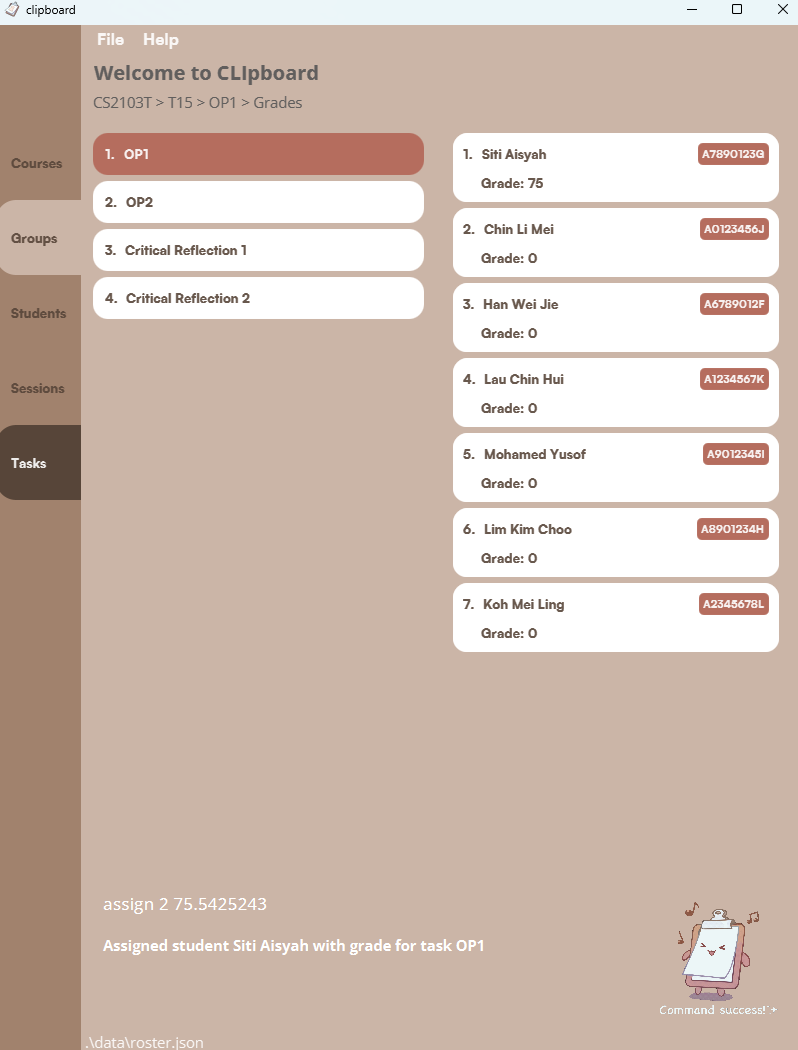 clipboard
File Help
Welcome to CLIpboard
CS2103T > T15 > OP1 > Grades
Courses
Groups
Students
Sessions
Tasks
1. OP1
2. OP2
3. Critical Reflection 1
4. Critical Reflection 2
1. Siti Aisyah A7890123G
Grade: 75
2. Chin Li Mei A0123456J
Grade: 0
3. Han Wei Jie A6789012F
Grade: 0
4. Lau Chin Hui A1234567K
Grade: 0
5. Mohamed Yusof A9012345I
Grade: 0
6. Lim Kim Choo A8901234H
Grade: 0
7. Koh Mei Ling A2345678L
Grade: 0
assign 2 75.5425243
Assigned student Siti Aisyah with grade for task OP1
Command success!~+
.\data\roster.json